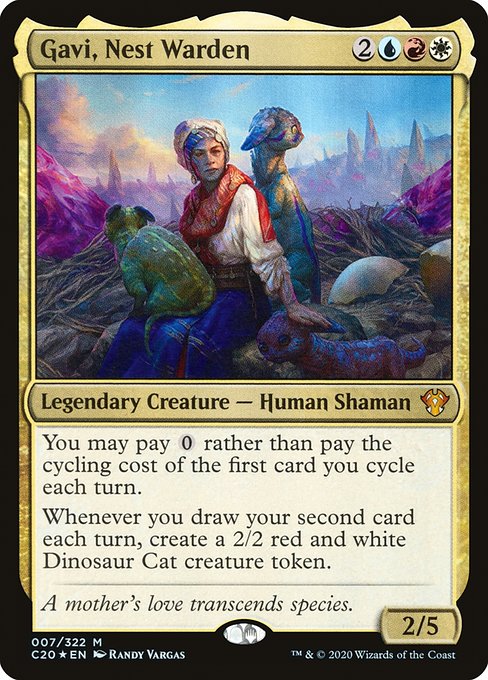 Gavi, Nest Warden 2
Legendary Creature — Human Shaman
You may pay 0 rather than pay the
cycling cost of the first card you cycle
each turn.
Whenever you draw your second card
each turn, create a 2/2 red and white
Dinosaur Cat creature token.
A mother's love transcends species.
2/5
007/322 M
C20 ★ EN Randy Vargas
™ & © 2020 Wizards of the Coast